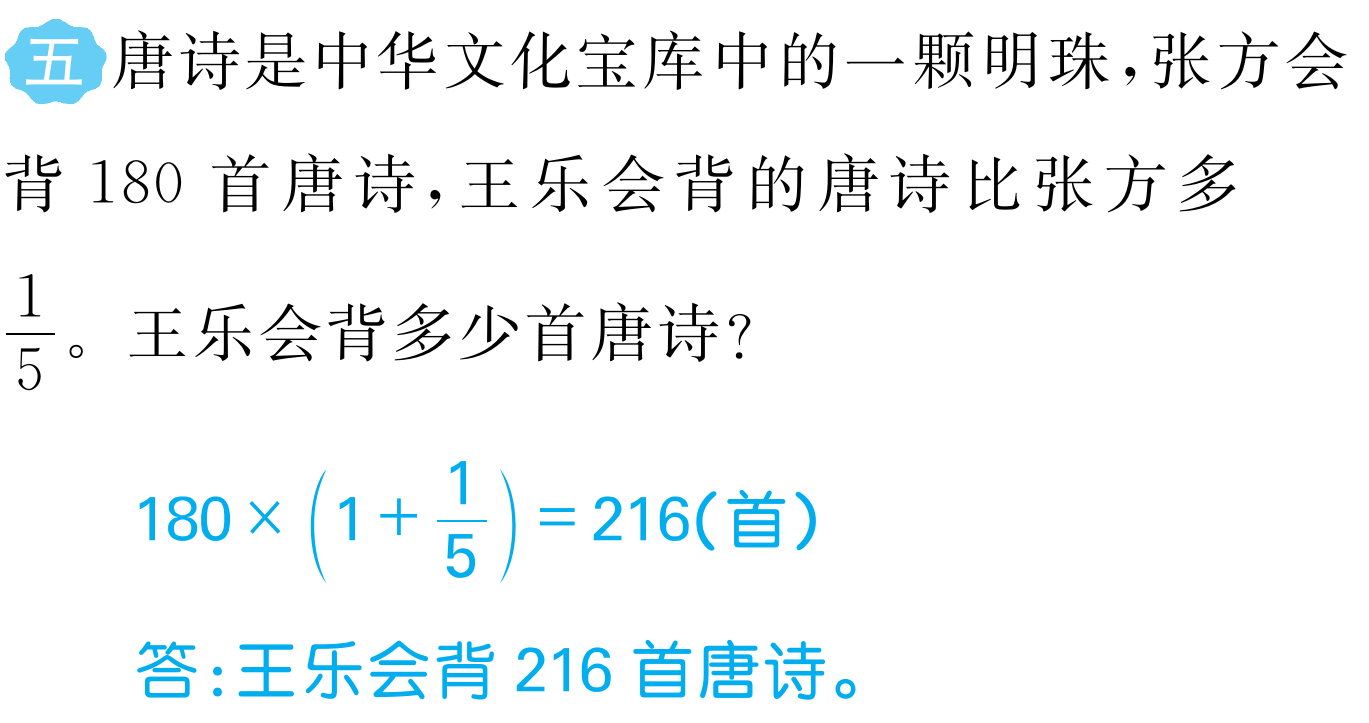 五 唐诗是中华文化宝库中的一颗明珠,张方会
背 180 首唐诗,王乐会背的唐诗比张方多
1/5。王乐会背多少首唐诗?
180×(1+1/5)=216(首)
答:王乐会背 216 首唐诗。